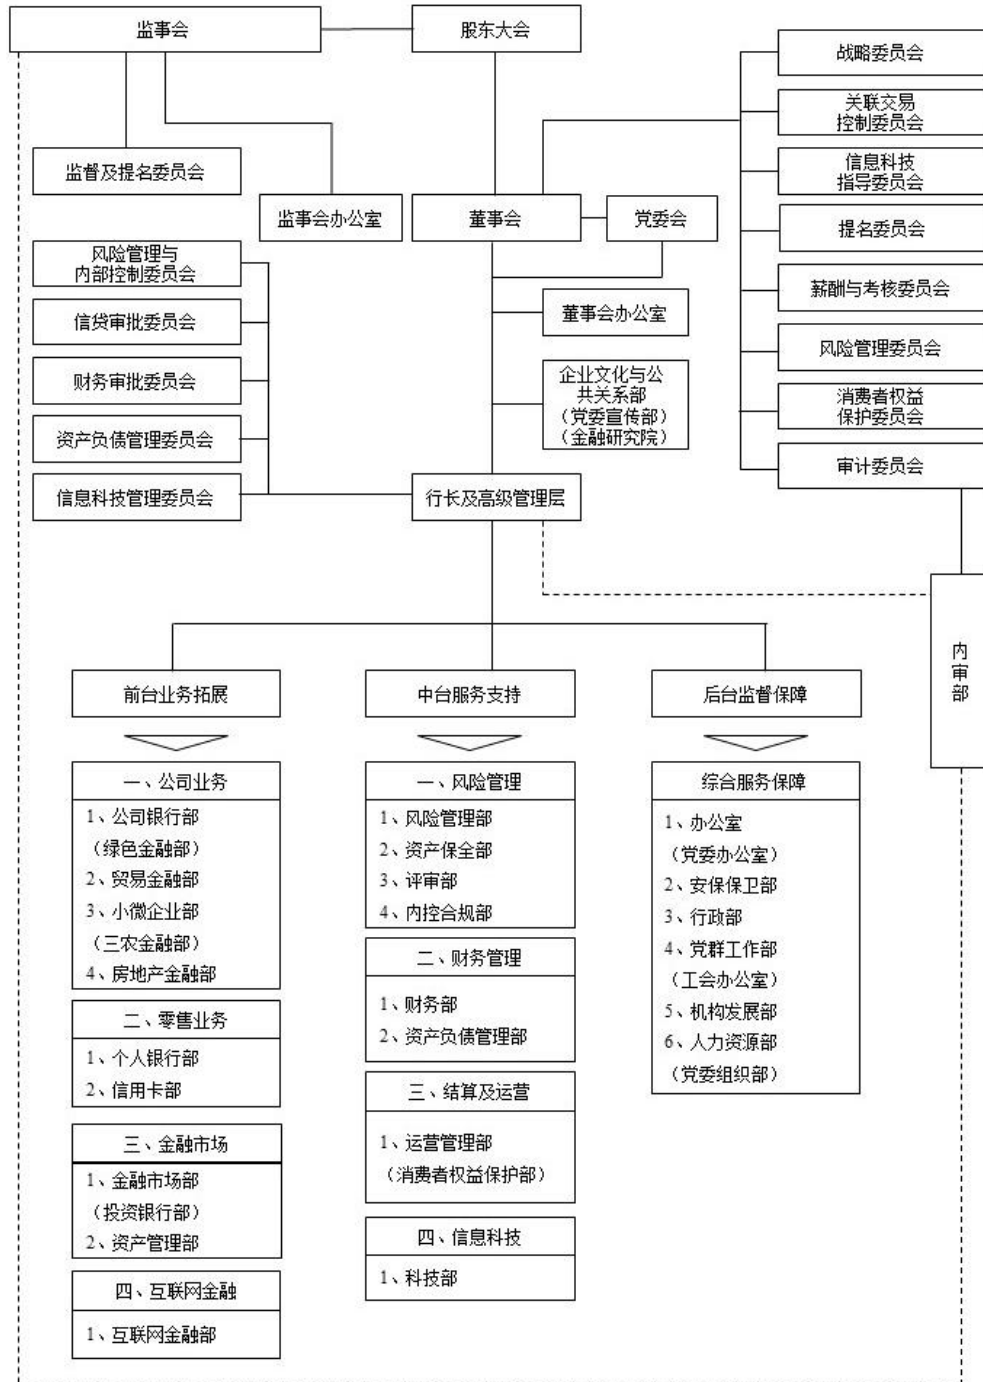 监事会
股东大会
战略委员会
关联交易
控制委员会
信息科技
指导委员会
提名委员会
薪酬与考核委员会
风险管理委员会
消费者权益
保护委员会
审计委员会
监督及提名委员会
监事会办公室
董事会
党委会
风险管理与
内部控制委员会
信贷审批委员会
财务审批委员会
资产负债管理委员会
信息科技管理委员会
董事会办公室
企业文化与公
共关系部
（党委宣传部）
（金融研究院）
行长及高级管理层
内
审
部
前台业务拓展
一、公司业务
1、公司银行部
（绿色金融部）
2、贸易金融部
3、小微企业部
（三农金融部）
4、房地产金融部
二、零售业务
1、个人银行部
2、信用卡部
三、金融市场
1、金融市场部
（投资银行部）
2、资产管理部
四、互联网金融
1、互联网金融部
中台服务支持
一、风险管理
1、风险管理部
2、资产保全部
3、评审部
4、内控合规部
二、财务管理
1、财务部
2、资产负债管理部
三、结算及运营
1、运营管理部
（消费者权益保护部）
四、信息科技
1、科技部
后台监督保障
综合服务保障
1、办公室
（党委办公室）
2、安保保卫部
3、行政部
4、党群工作部
（工会办公室）
5、机构发展部
6、人力资源部
（党委组织部）